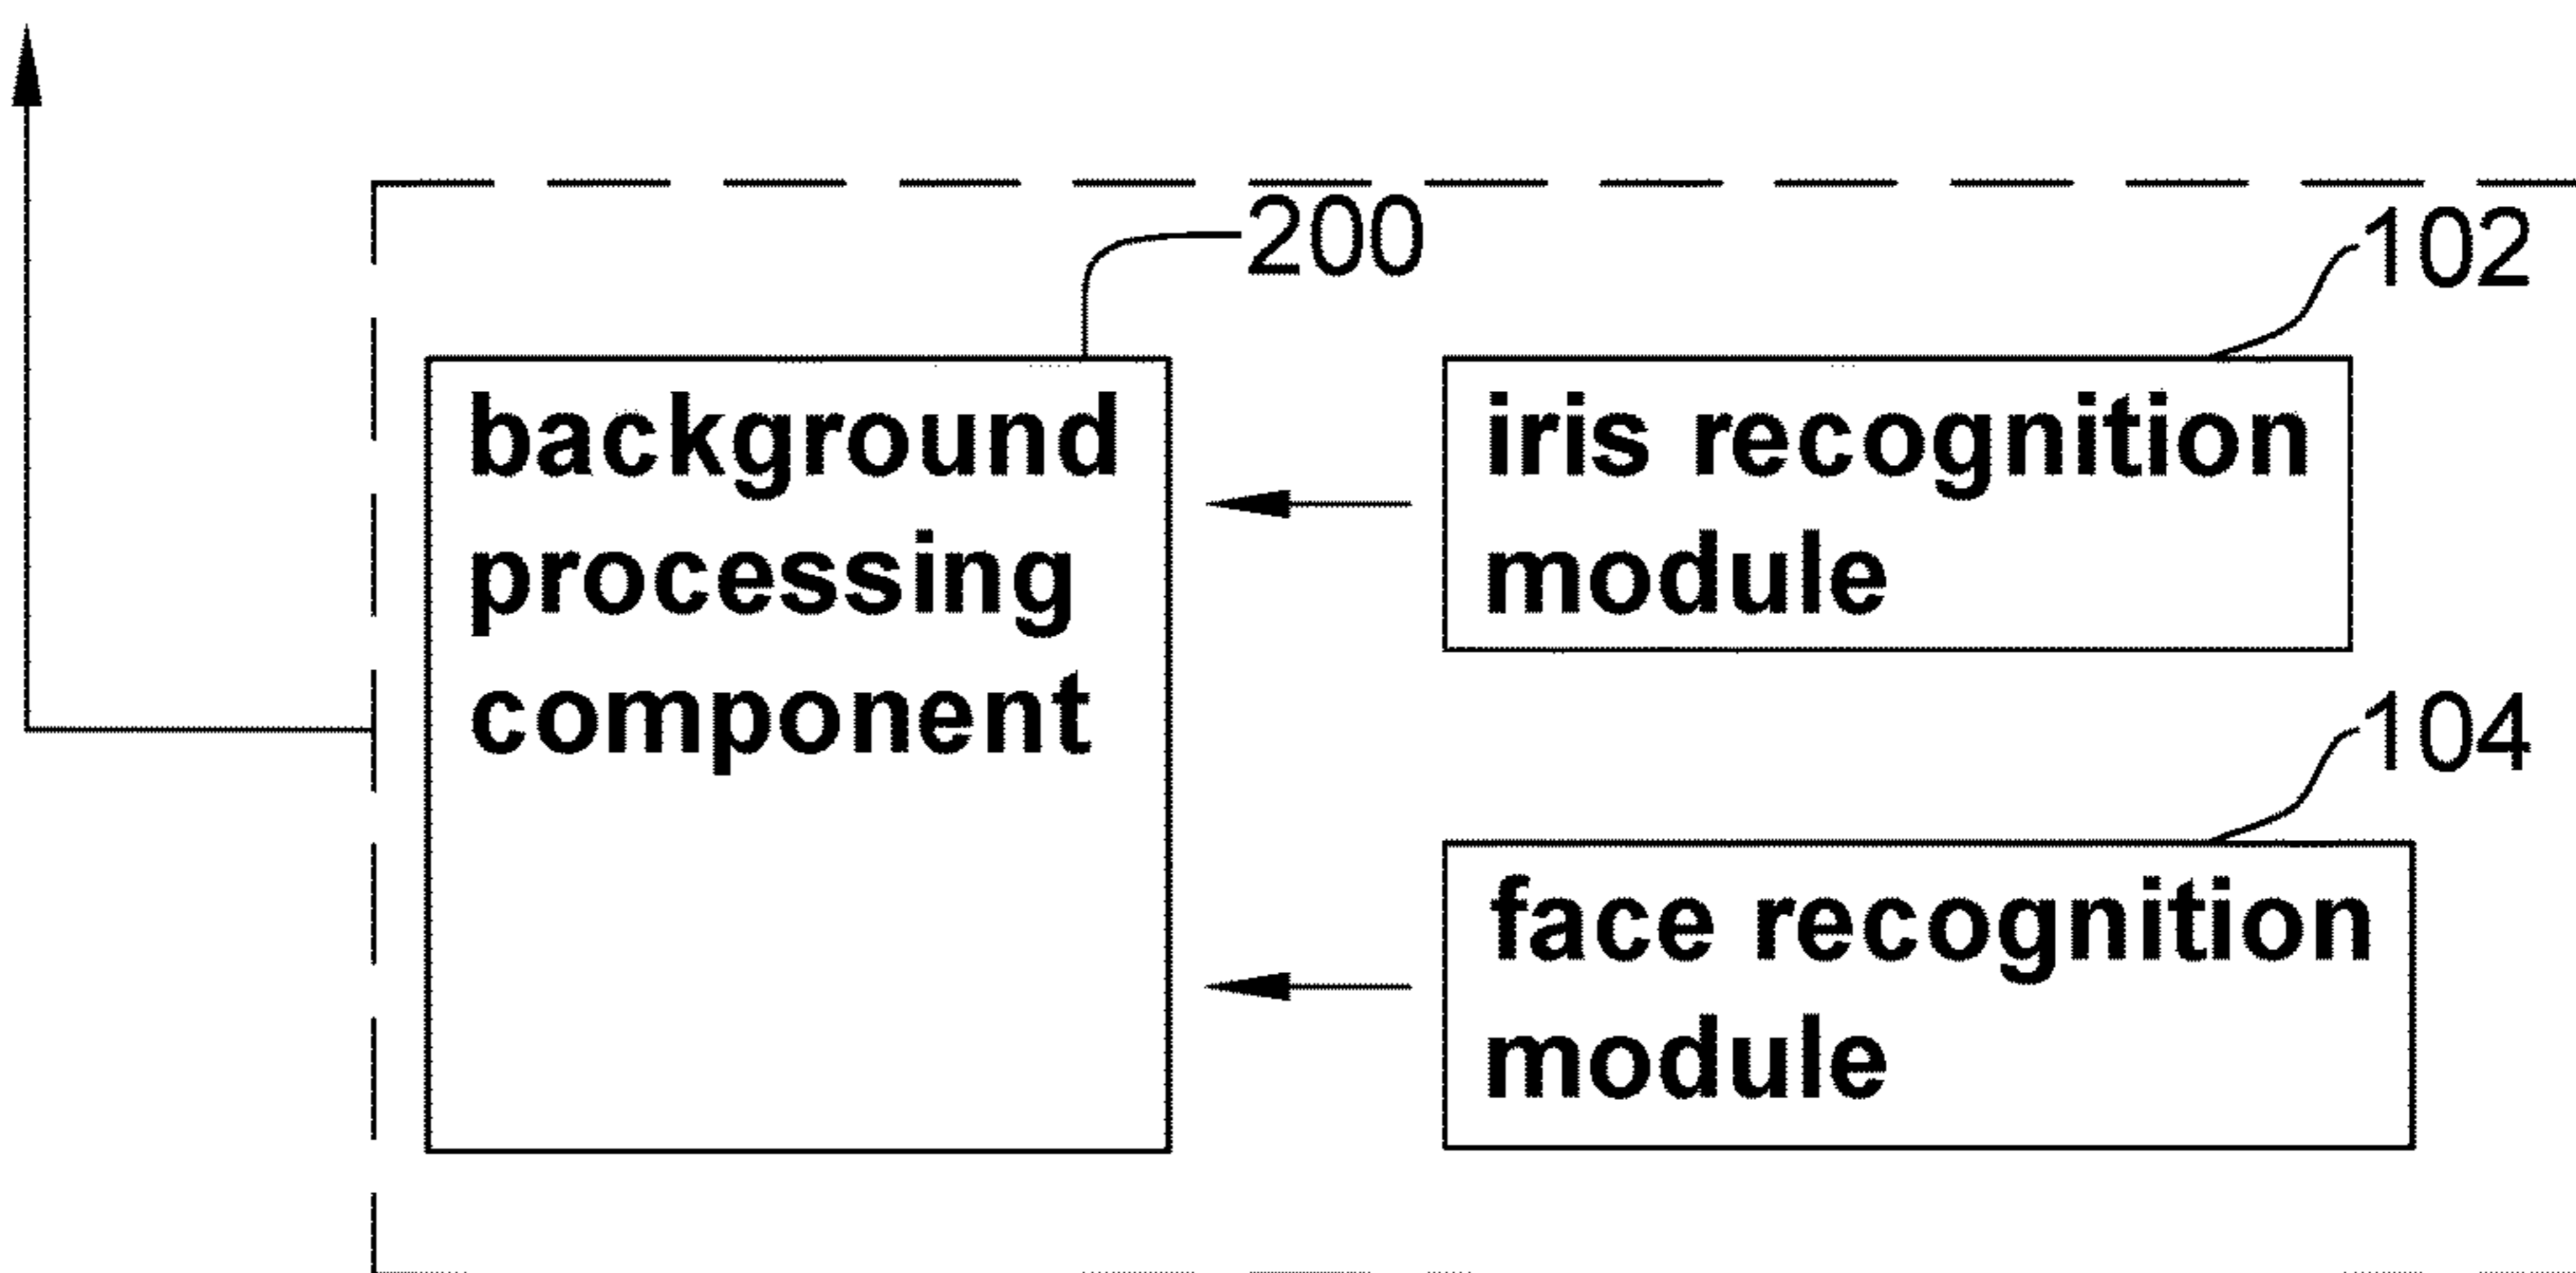 200
102
background
processing
component
iris recognition
module
104
face recognition
module